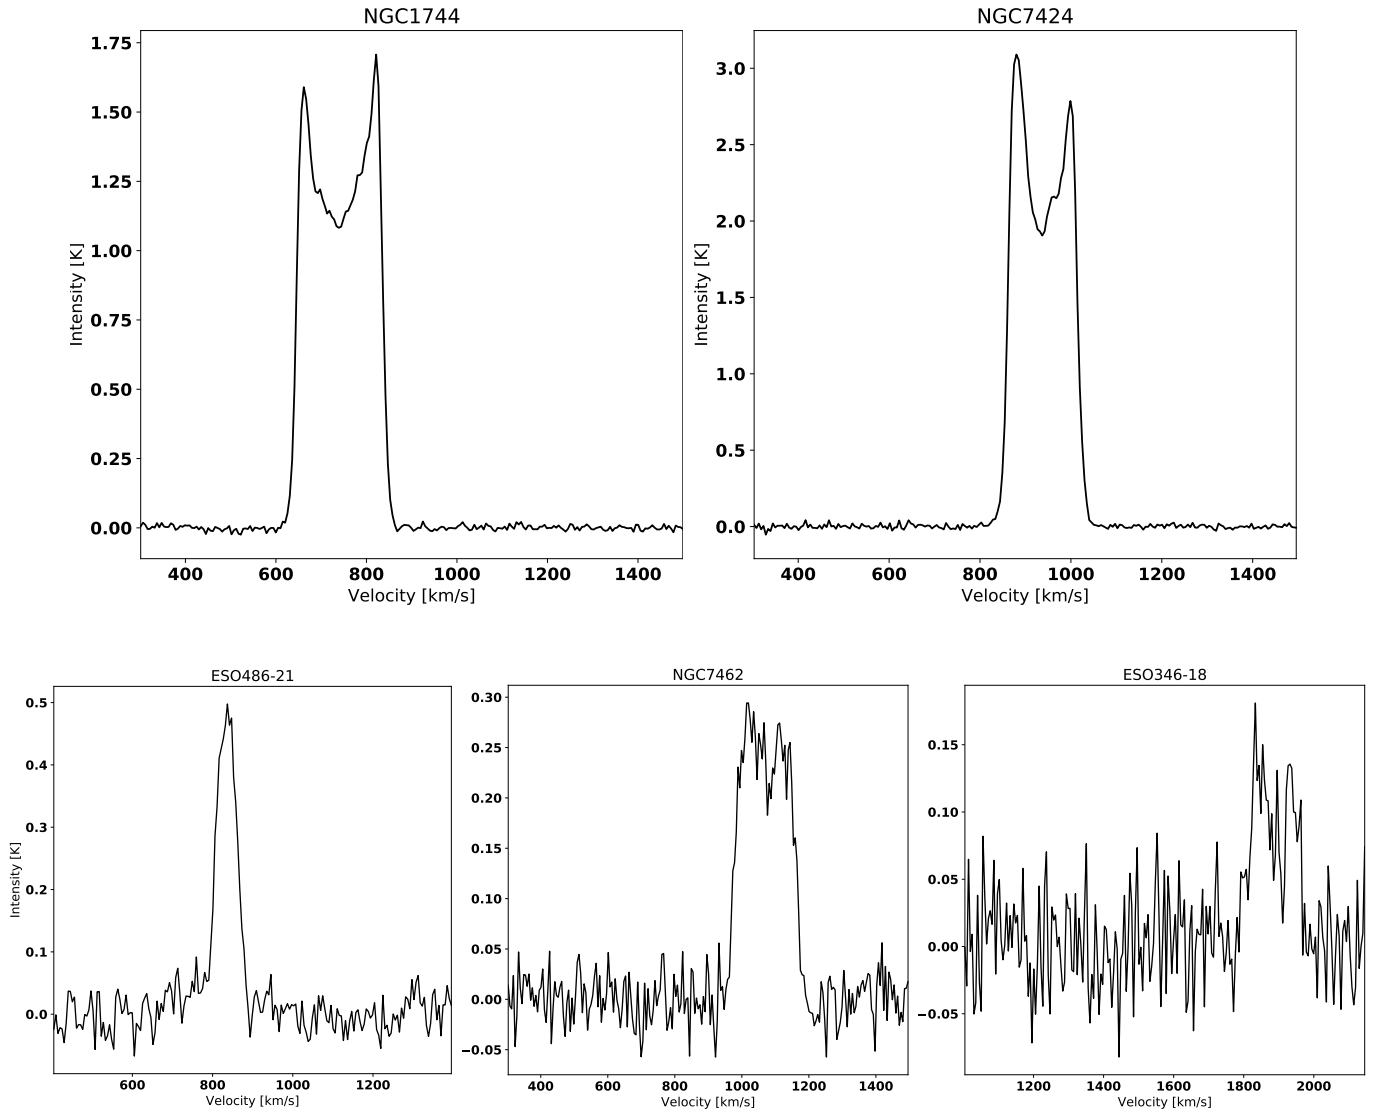 NGC1744
1.75
1.50
1.25
1.00
0.75
0.50
0.25
0.00
Intensity [K]
400 600 800 1000 1200 1400
Velocity [km/s]
NGC7424
3.0
2.5
2.0
1.5
1.0
0.5
0.0
Intensity [K]
400 600 800 1000 1200 1400
Velocity [km/s]
ESO486-21
0.5
0.4
0.3
0.2
0.1
0.0
Intensity [K]
600 800 1000 1200
Velocity [km/s]
NGC7462
0.30
0.25
0.20
0.15
0.10
0.05
0.00
−0.05
400 600 800 1000 1200 1400
Velocity [km/s]
ESO346-18
0.15
0.10
0.05
0.00
−0.05
1200 1400 1600 1800 2000
Velocity [km/s]